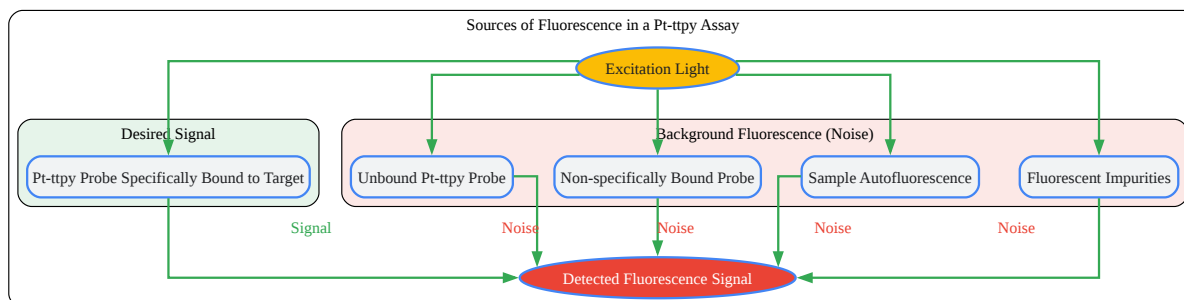 Sources of Fluorescence in a Pt-ttpy Assay
Excitation Light
Desired Signal
Background Fluorescence (Noise)
Pt-ttpy Probe Specifically Bound to Target
Unbound Pt-ttpy Probe
Non-specifically Bound Probe
Sample Autofluorescence
Fluorescent Impurities
Signal
Noise
Noise
Noise
Noise
Detected Fluorescence Signal